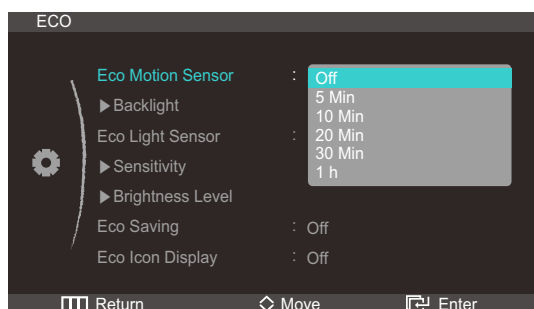 ECO
Eco Motion Sensor : Off
5 Min
▶Backlight
10 Min
Eco Light Sensor : 20 Min
30 Min
▶Sensitivity
1 h
▶Brightness Level
Eco Saving : Off
Eco Icon Display : Off
Return Move Enter